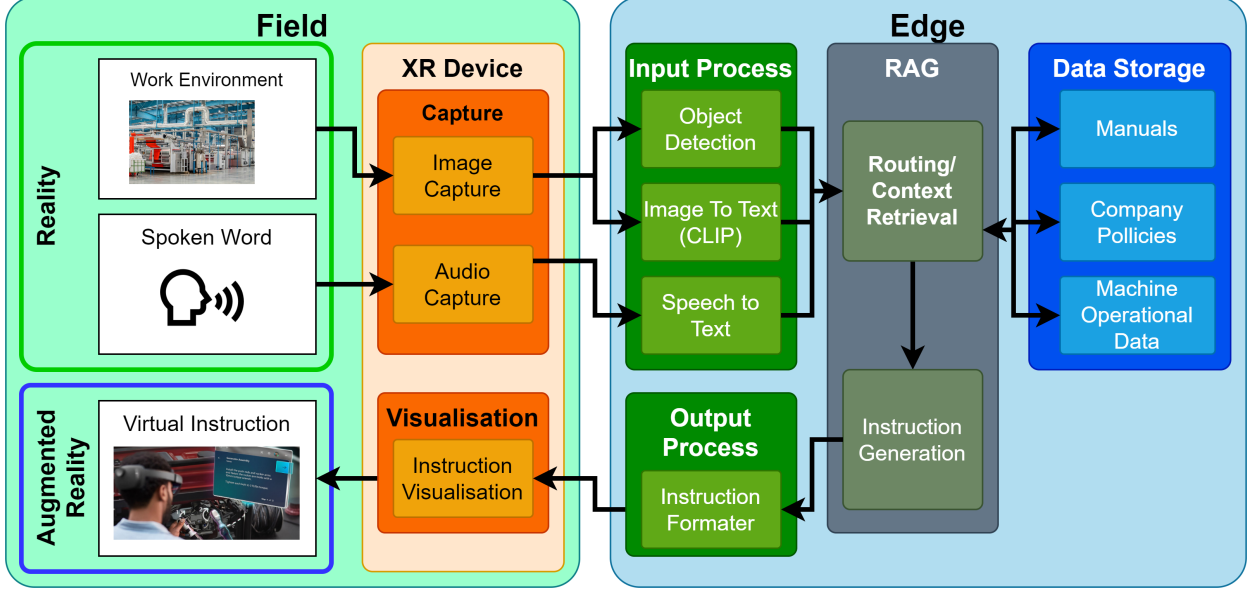 Field
Reality
Work Environment
Spoken Word
XR Device
Capture
Image
Capture
Audio
Capture
Augmented
Reality
Virtual Instruction
Visualisation
Instruction
Visualisation
Edge
Input Process
Object
Detection
Image To Text
(CLIP)
Speech to
Text
Output
Process
Instruction
Formater
RAG
Routing/
Context
Retrieval
Instruction
Generation
Data Storage
Manuals
Company
Pollicies
Machine
Operational
Data